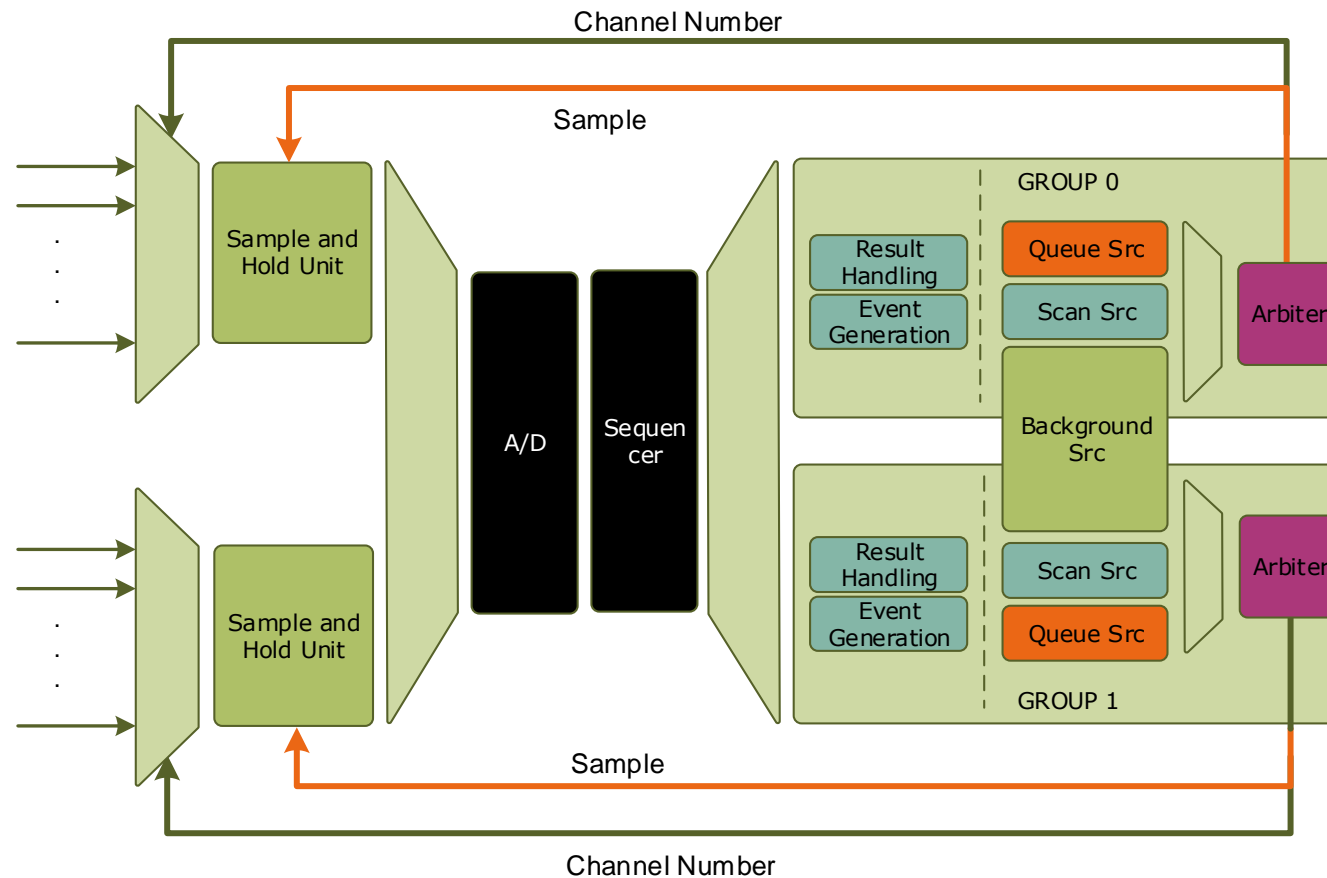 Channel Number
Sample
GROUP 0
Sample and
Hold Unit
Result
Handling
Event
Generation
Queue Src
Scan Src
Arbiter
A/D
Sequen
cer
Background
Src
Sample and
Hold Unit
Result
Handling
Event
Generation
Scan Src
Queue Src
Arbiter
GROUP 1
Sample
Channel Number